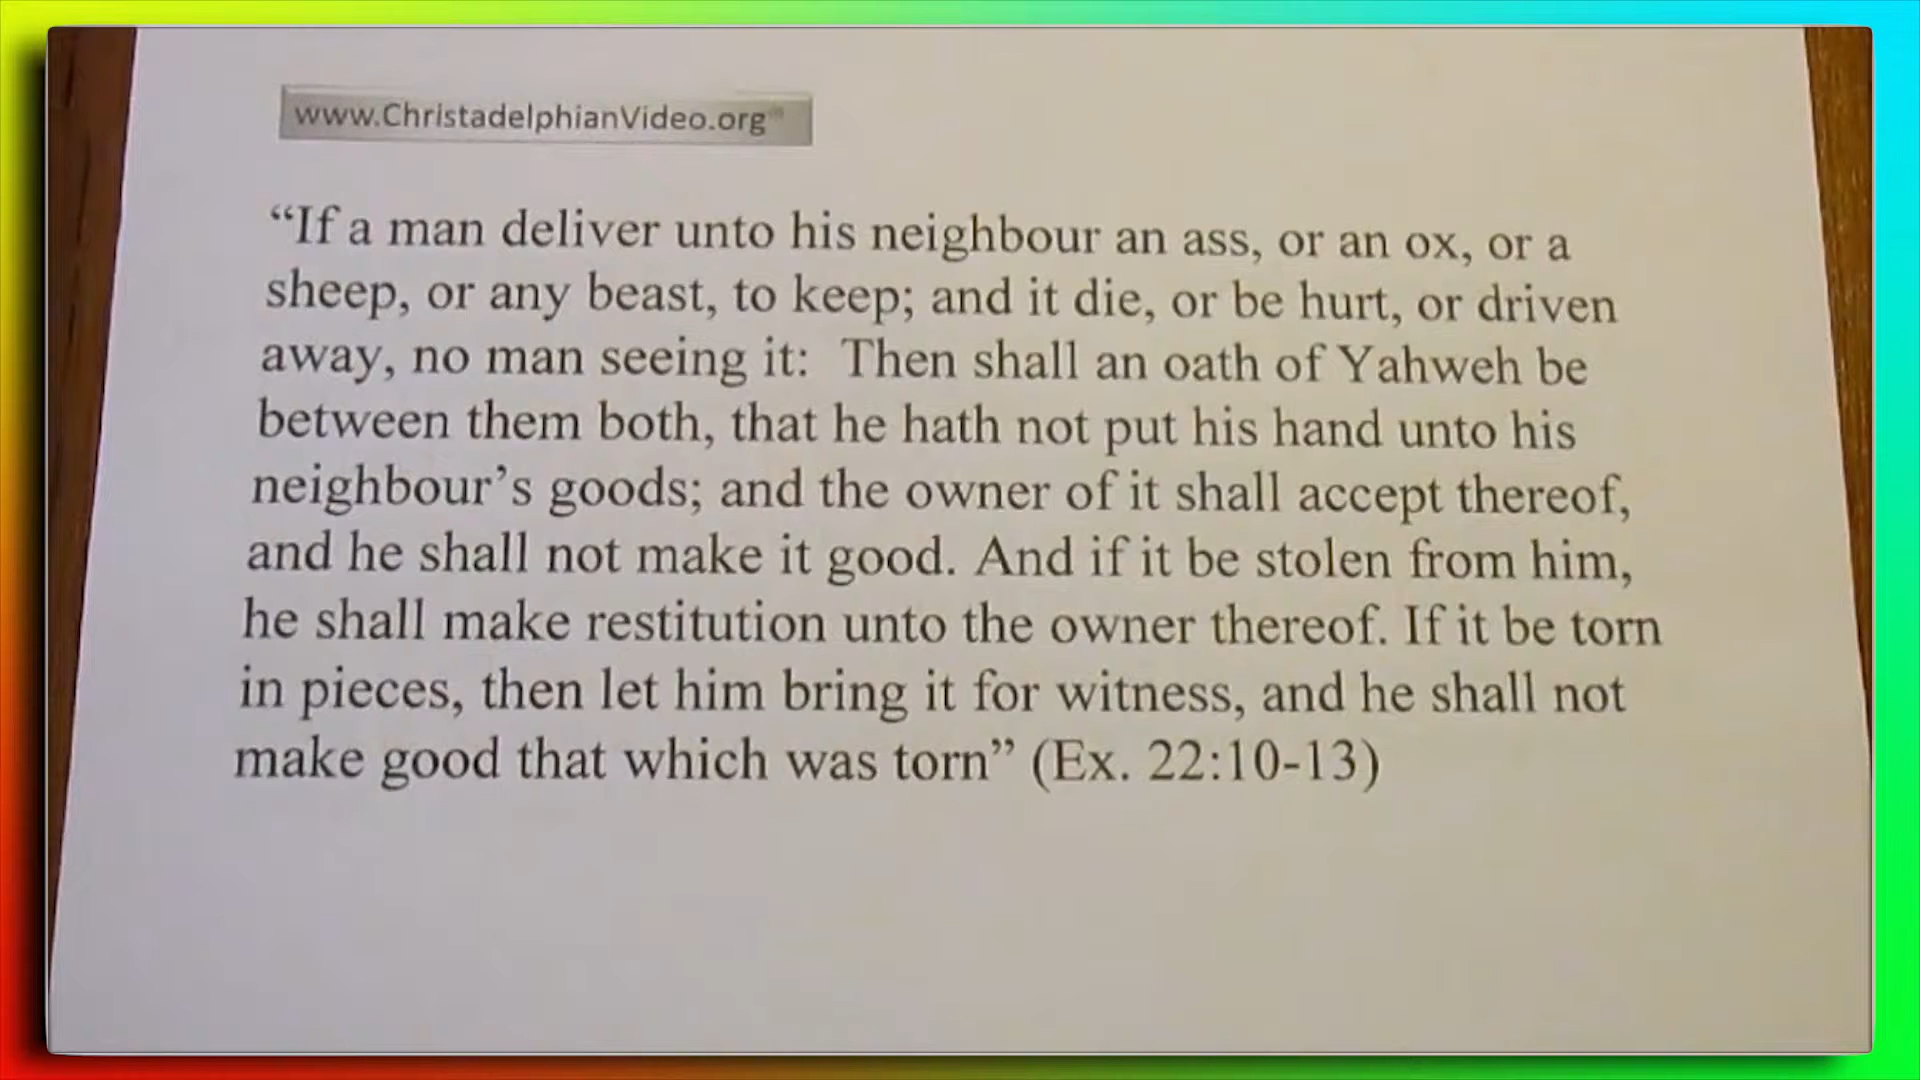 www.ChristadelphianVideo.org
“If a man deliver unto his neighbour an ass, or an ox, or a
sheep, or any beast, to keep; and it die, or be hurt, or driven
away, no man seeing it:  Then shall an oath of Yahweh be
between them both, that he hath not put his hand unto his
neighbour’s goods; and the owner of it shall accept thereof,
and he shall not make it good. And if it be stolen from him,
he shall make restitution unto the owner thereof. If it be torn
in pieces, then let him bring it for witness, and he shall not
make good that which was torn” (Ex. 22:10-13)